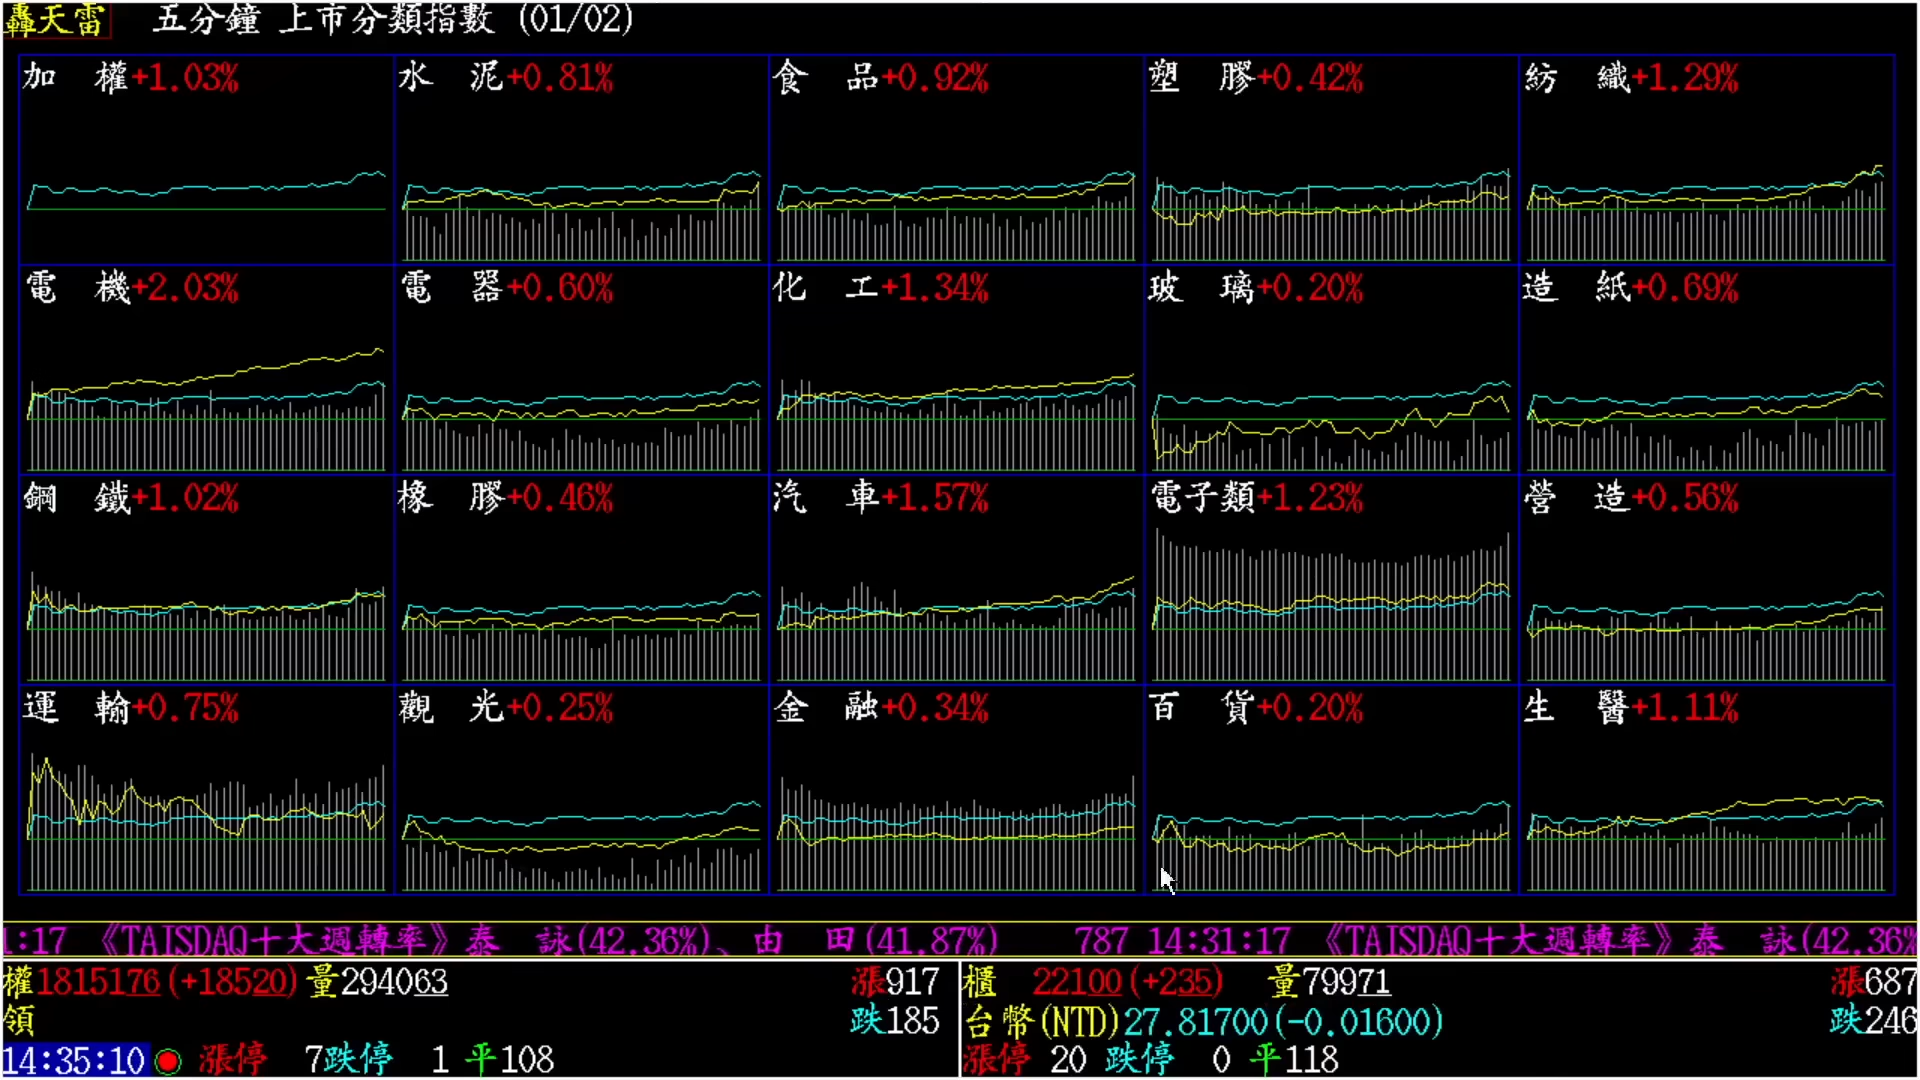 轟天雷 五分鐘 上市分類指數 (01/02)
加 權+1.03% 水 泥+0.81% 食 品+0.92% 塑 膠+0.42% 紡 織+1.29%
電 機+2.03% 電 器+0.60% 化 工+1.34% 玻 璃+0.20% 造 紙+0.69%
鋼 鐵+1.02% 橡 膠+0.46% 汽 車+1.57% 電子類+1.23% 營 造+0.56%
運 輸+0.75% 觀 光+0.25% 金 融+0.34% 百 貨+0.20% 生 醫+1.11%
1:17 《TAISDAQ十大週轉率》泰 詠(42.36%)、由 田(41.87%) 787 14:31:17 《TAISDAQ十大週轉率》泰 詠(42.36%
權1815176(+18520)量294063 漲917 櫃 22100(+235) 量79971 漲687
領 跌185 台幣(NTD)27.81700(-0.01600) 跌246
14:35:10 漲停 7跌停 1 平108 漲停 20 跌停 0 平118